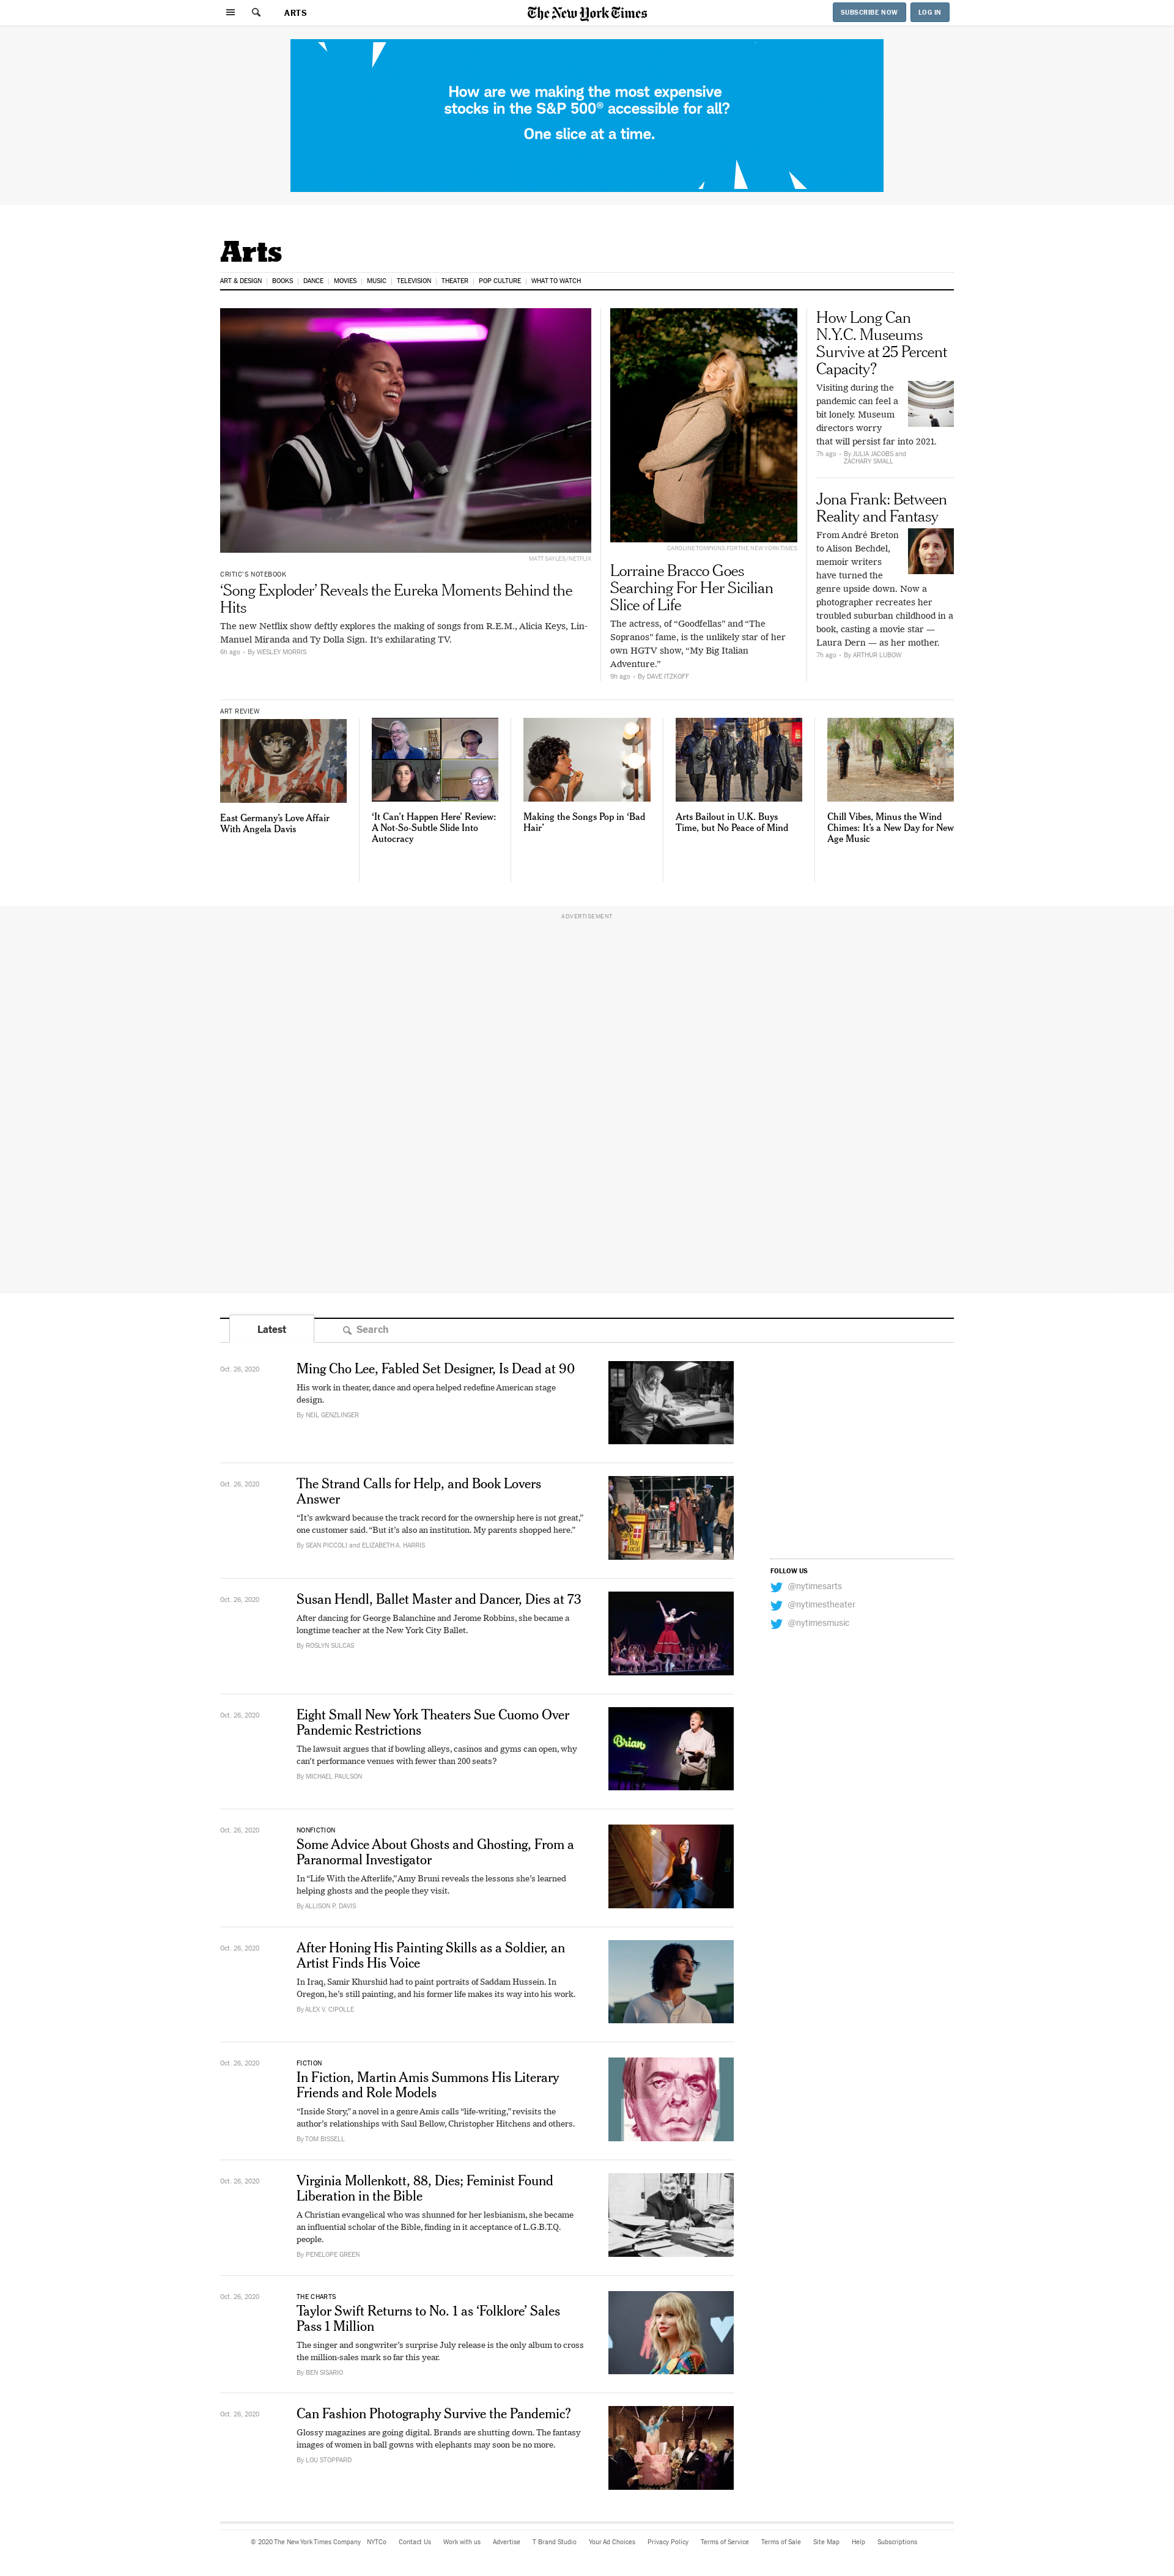 ARTS
The New York Times
SUBSCRIBE NOW
LOG IN
How are we making the most expensive
stocks in the S&P 500® accessible for all?
One slice at a time.
Arts
ART & DESIGN
BOOKS
DANCE
MOVIES
MUSIC
TELEVISION
THEATER
POP CULTURE
WHAT TO WATCH
MATT SAYLES/NETFLIX
CRITIC'S NOTEBOOK
‘Song Exploder’ Reveals the Eureka Moments Behind the
Hits
The new Netflix show deftly explores the making of songs from R.E.M., Alicia Keys, Lin-
Manuel Miranda and Ty Dolla Sign. It’s exhilarating TV.
6h ago - By WESLEY MORRIS
CAROLINE TOMPKINS FOR THE NEW YORK TIMES
Lorraine Bracco Goes
Searching For Her Sicilian
Slice of Life
The actress, of “Goodfellas” and “The
Sopranos” fame, is the unlikely star of her
own HGTV show, “My Big Italian
Adventure.”
9h ago - By DAVE ITZKOFF
How Long Can
N.Y.C. Museums
Survive at 25 Percent
Capacity?
Visiting during the
pandemic can feel a
bit lonely. Museum
directors worry
that will persist far into 2021.
7h ago - By JULIA JACOBS and
ZACHARY SMALL
Jona Frank: Between
Reality and Fantasy
From André Breton
to Alison Bechdel,
memoir writers
have turned the
genre upside down. Now a
photographer recreates her
troubled suburban childhood in a
book, casting a movie star —
Laura Dern — as her mother.
7h ago - By ARTHUR LUBOW
ART REVIEW
East Germany’s Love Affair
With Angela Davis
‘It Can’t Happen Here’ Review:
A Not-So-Subtle Slide Into
Autocracy
Making the Songs Pop in ‘Bad
Hair’
Arts Bailout in U.K. Buys
Time, but No Peace of Mind
Chill Vibes, Minus the Wind
Chimes: It’s a New Day for New
Age Music
ADVERTISEMENT
Latest
Search
Oct. 26, 2020
Ming Cho Lee, Fabled Set Designer, Is Dead at 90
His work in theater, dance and opera helped redefine American stage
design.
By NEIL GENZLINGER
Oct. 26, 2020
The Strand Calls for Help, and Book Lovers
Answer
“It’s awkward because the track record for the ownership here is not great,”
one customer said. “But it’s also an institution. My parents shopped here.”
By SEAN PICCOLI and ELIZABETH A. HARRIS
Buy
Local
FOLLOW US
@nytimesarts
@nytimestheater
@nytimesmusic
Oct. 26, 2020
Susan Hendl, Ballet Master and Dancer, Dies at 73
After dancing for George Balanchine and Jerome Robbins, she became a
longtime teacher at the New York City Ballet.
By ROSLYN SULCAS
Oct. 26, 2020
Eight Small New York Theaters Sue Cuomo Over
Pandemic Restrictions
The lawsuit argues that if bowling alleys, casinos and gyms can open, why
can’t performance venues with fewer than 200 seats?
By MICHAEL PAULSON
Brian
Oct. 26, 2020
NONFICTION
Some Advice About Ghosts and Ghosting, From a
Paranormal Investigator
In “Life With the Afterlife,” Amy Bruni reveals the lessons she’s learned
helping ghosts and the people they visit.
By ALLISON P. DAVIS
Oct. 26, 2020
After Honing His Painting Skills as a Soldier, an
Artist Finds His Voice
In Iraq, Samir Khurshid had to paint portraits of Saddam Hussein. In
Oregon, he’s still painting, and his former life makes its way into his work.
By ALEX V. CIPOLLE
Oct. 26, 2020
FICTION
In Fiction, Martin Amis Summons His Literary
Friends and Role Models
“Inside Story,” a novel in a genre Amis calls “life-writing,” revisits the
author’s relationships with Saul Bellow, Christopher Hitchens and others.
By TOM BISSELL
Oct. 26, 2020
Virginia Mollenkott, 88, Dies; Feminist Found
Liberation in the Bible
A Christian evangelical who was shunned for her lesbianism, she became
an influential scholar of the Bible, finding in it acceptance of L.G.B.T.Q.
people.
By PENELOPE GREEN
Oct. 26, 2020
THE CHARTS
Taylor Swift Returns to No. 1 as ‘Folklore’ Sales
Pass 1 Million
The singer and songwriter’s surprise July release is the only album to cross
the million-sales mark so far this year.
By BEN SISARIO
Oct. 26, 2020
Can Fashion Photography Survive the Pandemic?
Glossy magazines are going digital. Brands are shutting down. The fantasy
images of women in ball gowns with elephants may soon be no more.
By LOU STOPPARD
© 2020 The New York Times Company NYTCo Contact Us Work with us Advertise T Brand Studio Your Ad Choices Privacy Policy Terms of Service Terms of Sale Site Map Help Subscriptions